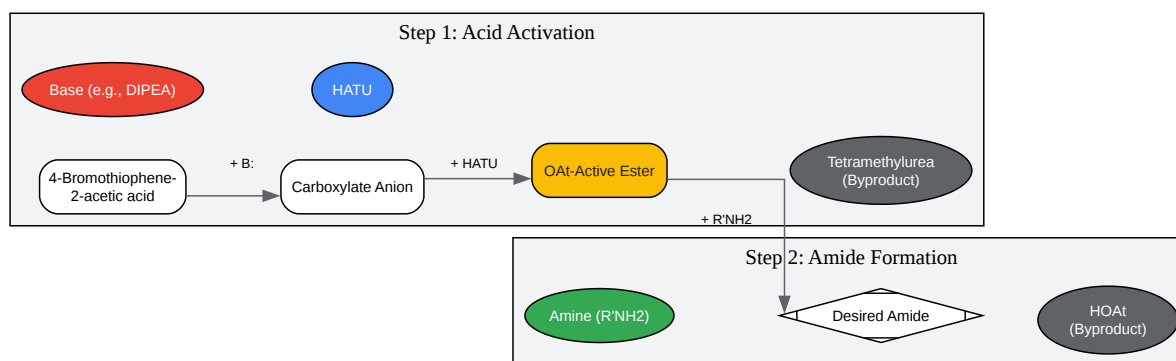 Step 1: Acid Activation
Base (e.g., DIPEA)
HATU
4-Bromothiophene-
2-acetic acid
+ B:
Carboxylate Anion
+ HATU
OAt-Active Ester
Tetramethylurea
(Byproduct)
+ R'NH2
Step 2: Amide Formation
Amine (R'NH2)
Desired Amide
HOAt
(Byproduct)